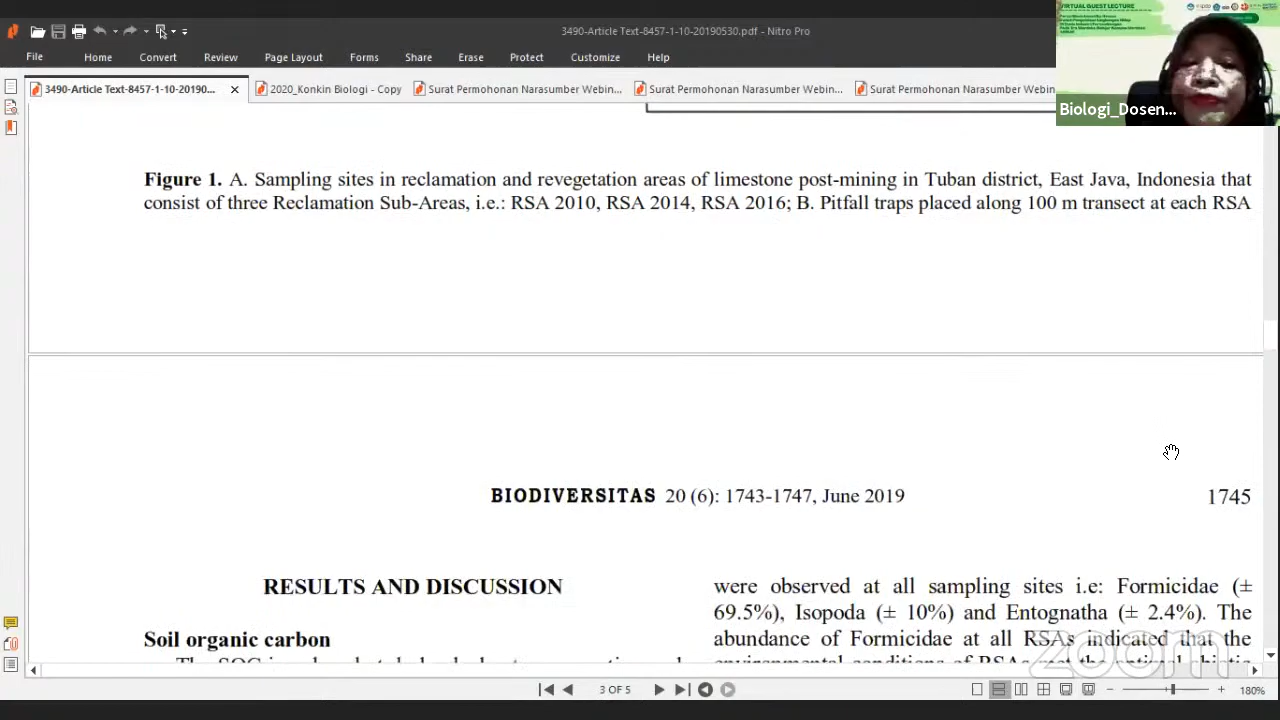 3490-Article Text-8457-1-10-20190530.pdf - Nitro Pro
File Home Convert Review Page Layout Forms Share Erase Protect Customize Help
3490-Article Text-8457-1-10-20190... 2020_Konkin Biologi - Copy Surat Permohonan Narasumber Webin... Surat Permohonan Narasumber Webin... Surat Permohonan Narasumber Webin
VIRTUAL GUEST LECTURE
Biologi_Dosen...
Figure 1. A. Sampling sites in reclamation and revegetation areas of limestone post-mining in Tuban district, East Java, Indonesia that
consist of three Reclamation Sub-Areas, i.e.: RSA 2010, RSA 2014, RSA 2016; B. Pitfall traps placed along 100 m transect at each RSA
BIODIVERSITAS 20 (6): 1743-1747, June 2019 1745
RESULTS AND DISCUSSION
Soil organic carbon
were observed at all sampling sites i.e: Formicidae (±
69.5%), Isopoda (± 10%) and Entognatha (± 2.4%). The
abundance of Formicidae at all RSAs indicated that the
zoom
3 OF 5
180%